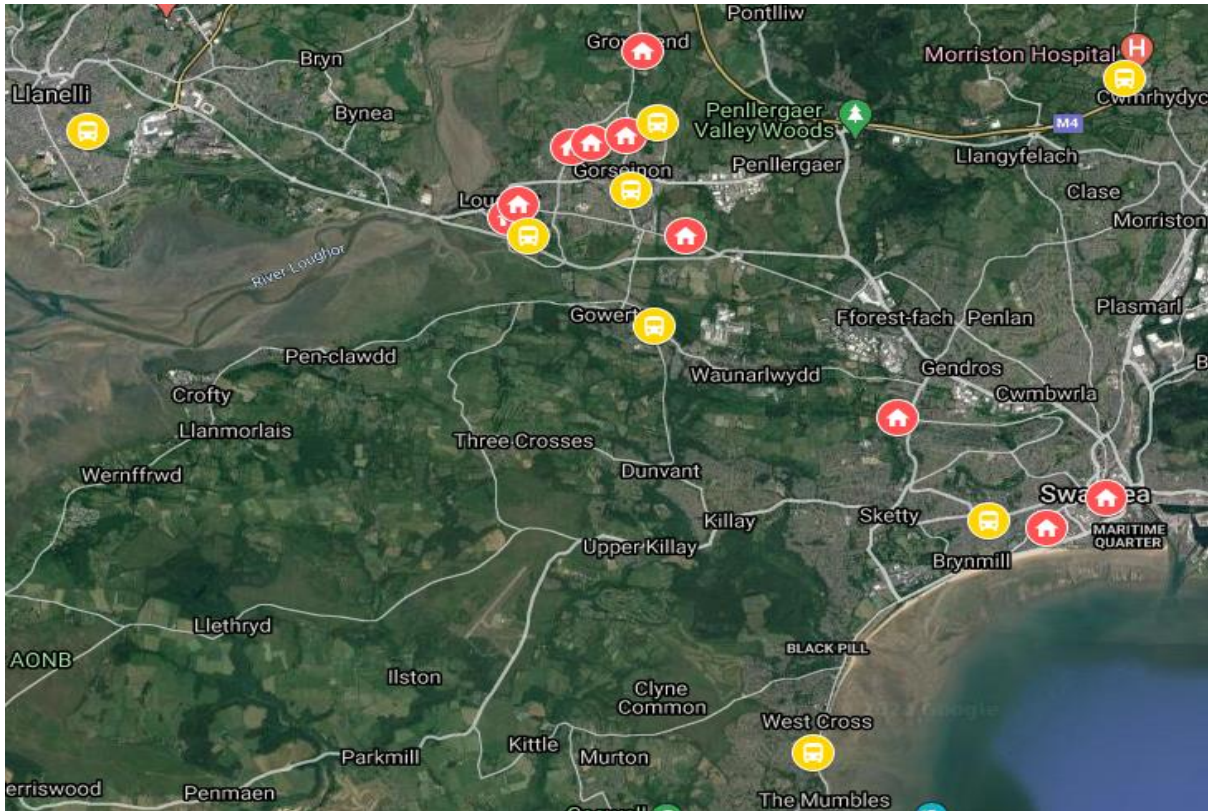 Pontlliw
Morriston Hospital
H
Bryn
Llanelli
Bynea
Penllergaer
Valley Woods
M4
Penllergaer
Llangyfelach
Gorseinon
Clase
Morriston
River Loughor
Plasmarl
Fforest-fach
Penlan
Pen-clawdd
Waunarlwydd
Gendros
Crofty
Cwmbwrla
Llanmorlais
Three Crosses
Wernffrwd
Dunvant
Killay
Sketty
MARITIME
QUARTER
Upper Killay
Brynmill
Llethryd
BLACK PILL
AONB
Ilston
Clyne
Common
West Cross
Kittle
Murton
Parkmill
Penmaen
The Mumbles